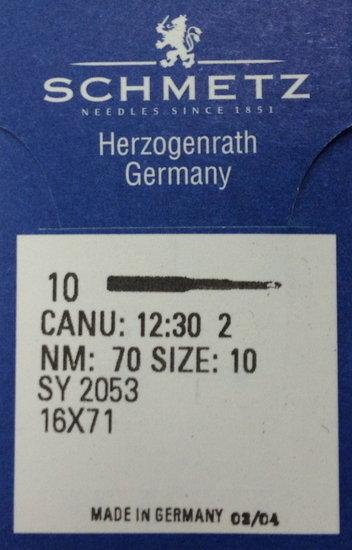 SCHMETZ
NEEDLES SINCE 1851
Herzogenrath
Germany
10
CANU: 12:30 2
NM: 70 SIZE: 10
SY 2053
16X71
MADE IN GERMANY 03/04